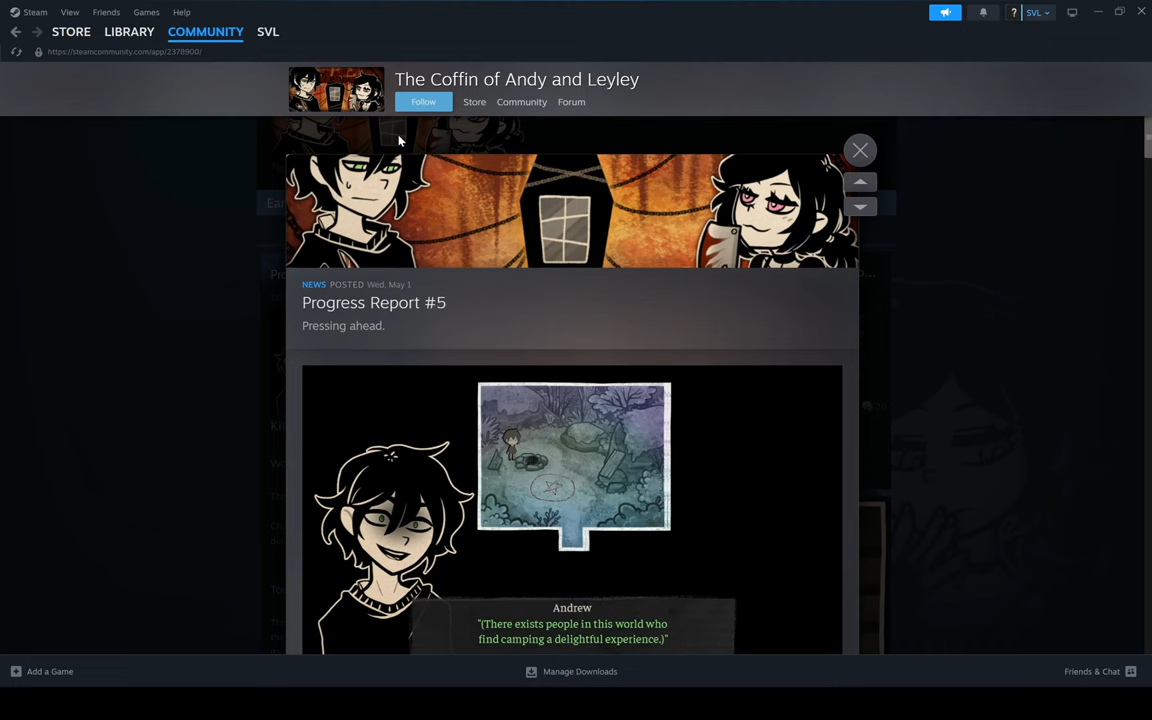 Steam View Friends Games Help
? SVL
STORE LIBRARY COMMUNITY SVL
https://steamcommunity.com/app/2378900/
The Coffin of Andy and Leyley
Follow Store Community Forum
NEWS POSTED Wed, May 1
Progress Report #5
Pressing ahead.
Andrew
"(There exists people in this world who
find camping a delightful experience.)"
Add a Game Manage Downloads Friends & Chat